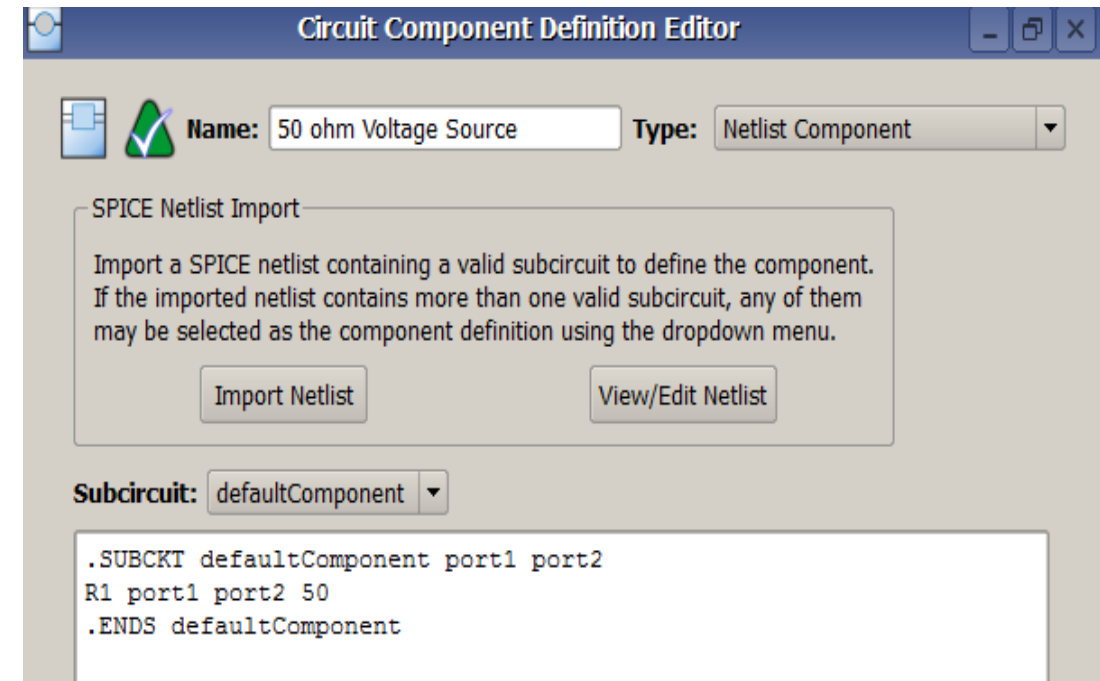 Circuit Component Definition Editor
Name: 50 ohm Voltage Source Type: Netlist Component
SPICE Netlist Import
Import a SPICE netlist containing a valid subcircuit to define the component.
If the imported netlist contains more than one valid subcircuit, any of them
may be selected as the component definition using the dropdown menu.
Import Netlist View/Edit Netlist
Subcircuit: defaultComponent
.SUBCKT defaultComponent port1 port2
R1 port1 port2 50
.ENDS defaultComponent